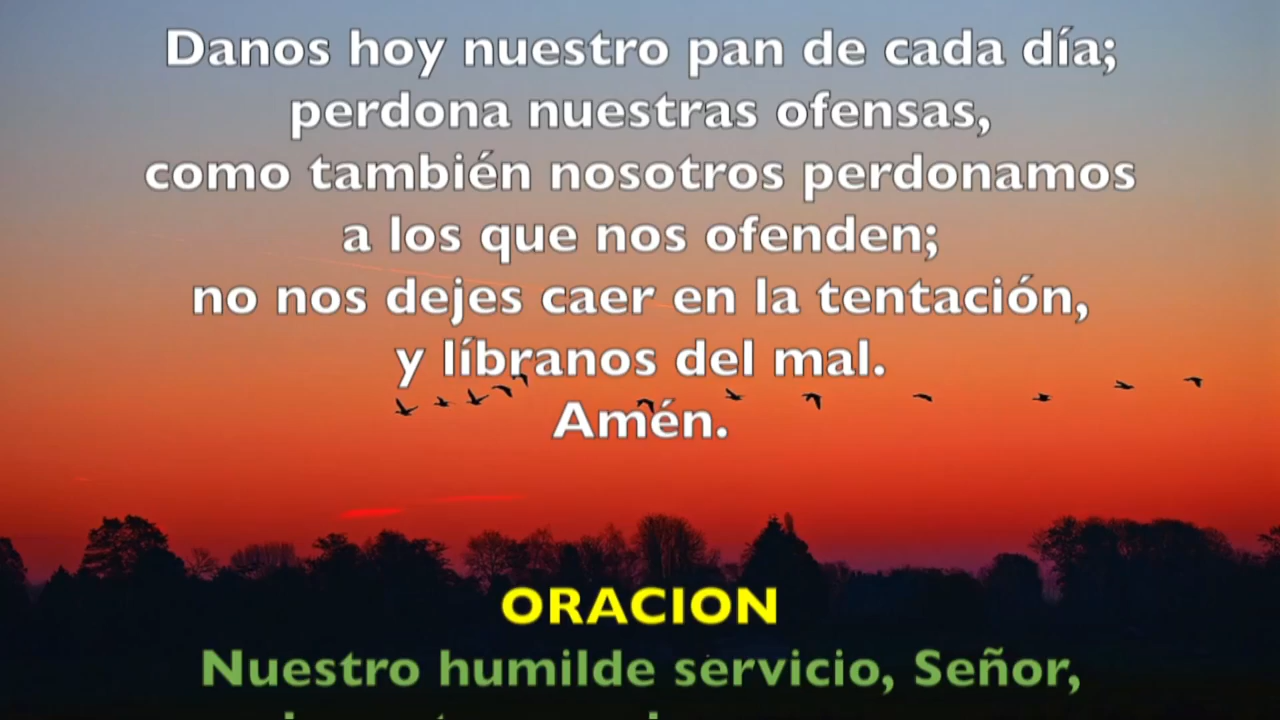 Danos hoy nuestro pan de cada día;
perdona nuestras ofensas,
como también nosotros perdonamos
a los que nos ofenden;
no nos dejes caer en la tentación,
y líbranos del mal.
Amén.
ORACION
Nuestro humilde servicio, Señor,